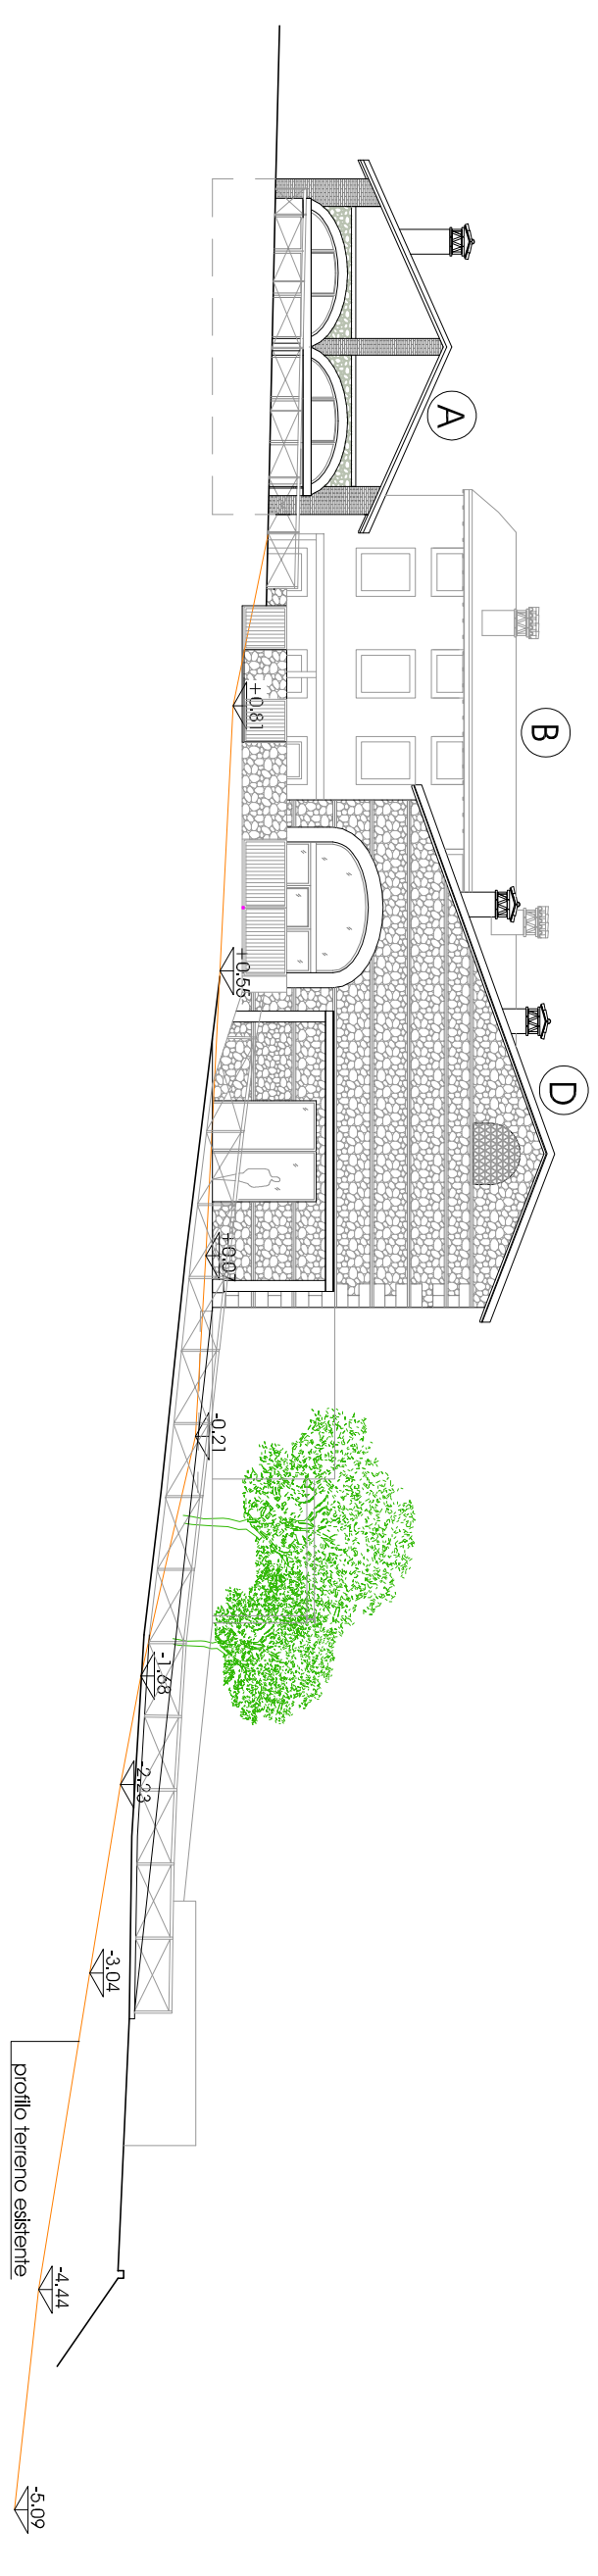 A
B
D
+0.81
+0.55
+0.07
-0.21
-1.68
-2.23
-3.04
-4.44
-5.09
profilo terreno esistente